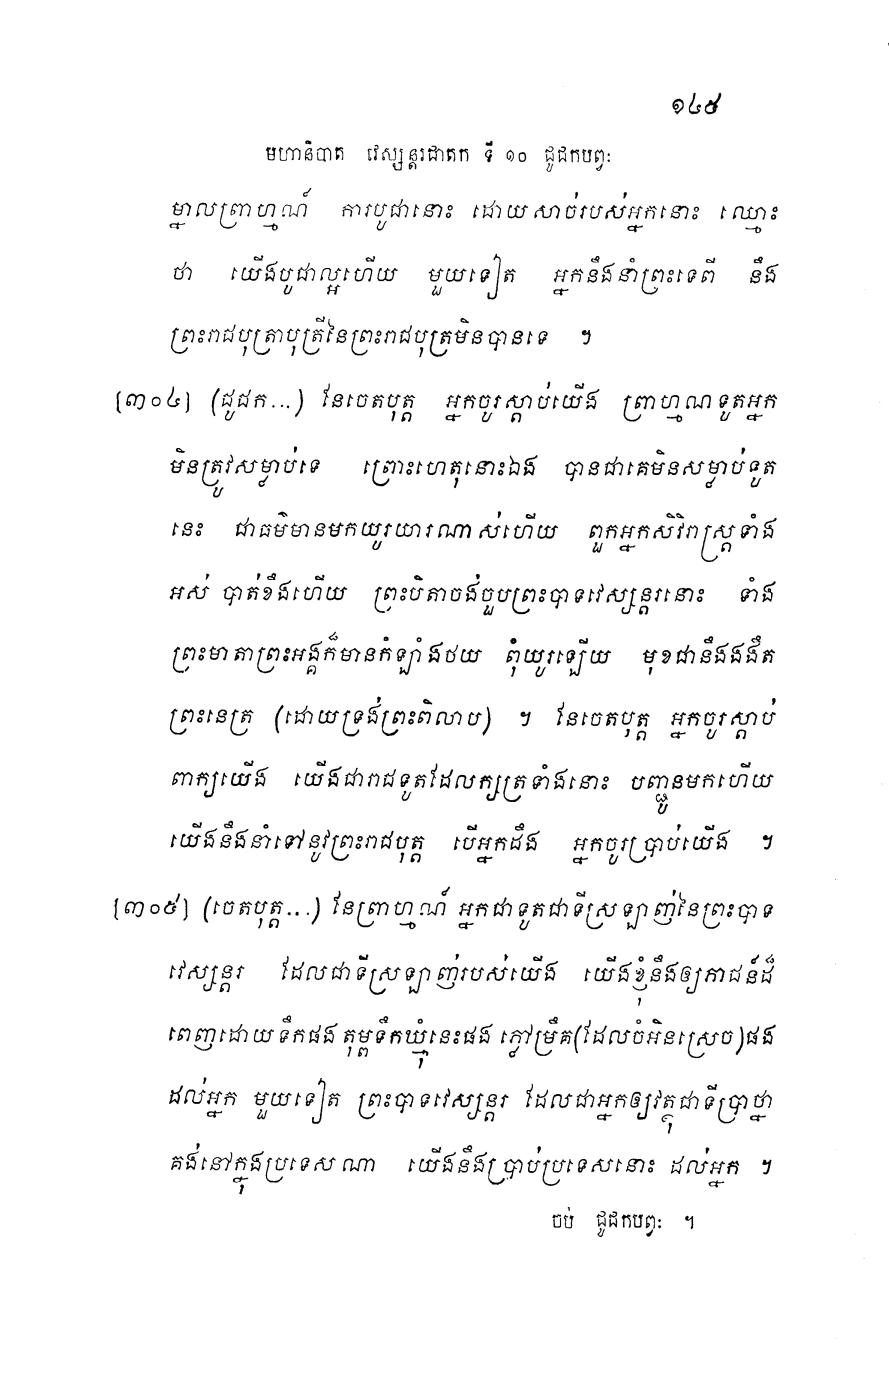 ១៤៥
មហានិបាត វេស្សន្តរជាតក ទី ១០ ជូជកបព្វៈ
ម្នាលព្រាហ្មណ៍ ការបូជានោះ ដោយសាច់របស់អ្នកនោះ ឈ្មោះ
ថា យើងបូជាល្អហើយ មួយទៀត អ្នកនឹងនាំព្រះទេពី នឹង
ព្រះរាជបុត្រាបុត្រីនៃព្រះរាជបុត្រមិនបានទេ ។
[៣០៤] (ជូជក...) នែចេតបុត្ត អ្នកចូរស្តាប់យើង ព្រាហ្មណទូតអ្នក
មិនត្រូវសម្លាប់ទេ ព្រោះហេតុនោះឯង បានជាគេមិនសម្លាប់ទូត
នេះ ជាធម៌មានមកយូរយារណាស់ហើយ ពួកអ្នកសិវិរាស្ត្រទាំង
អស់ បាត់ខឹងហើយ ព្រះបិតាចង់ចួបព្រះបាទវេស្សន្តរនោះ ទាំង
ព្រះមាតាព្រះអង្គក៏មានកំឡាំងថយ ពុំយូរឡើយ មុខជានឹងងងឹត
ព្រះនេត្រ (ដោយទ្រង់ព្រះពិលាប) ។ នែចេតបុត្ត អ្នកចូរស្តាប់
ពាក្យយើង យើងជារាជទូតដែលក្សត្រទាំងនោះ បញ្ជូនមកហើយ
យើងនឹងនាំទៅនូវព្រះរាជបុត្ត បើអ្នកដឹង អ្នកចូរប្រាប់យើង ។
[៣០៥] (ចេតបុត្ត...) នែព្រាហ្មណ៍ អ្នកជាទូតជាទីស្រឡាញ់នៃព្រះបាទ
វេស្សន្តរ ដែលជាទីស្រឡាញ់របស់យើង យើងខ្ញុំនឹងឲ្យភាជន៍ដ៏
ពេញដោយទឹកផង តុម្ពទឹកឃ្មុំនេះផង ភ្លៅម្រឹគ(ដែលចំអិនស្រេច)ផង
ដល់អ្នក មួយទៀត ព្រះបាទវេស្សន្តរ ដែលជាអ្នកឲ្យវត្ថុជាទីប្រាថ្នា
គង់នៅក្នុងប្រទេសណា យើងនឹងប្រាប់ប្រទេសនោះ ដល់អ្នក ។
ចប់ ជូជកបព្វៈ ។